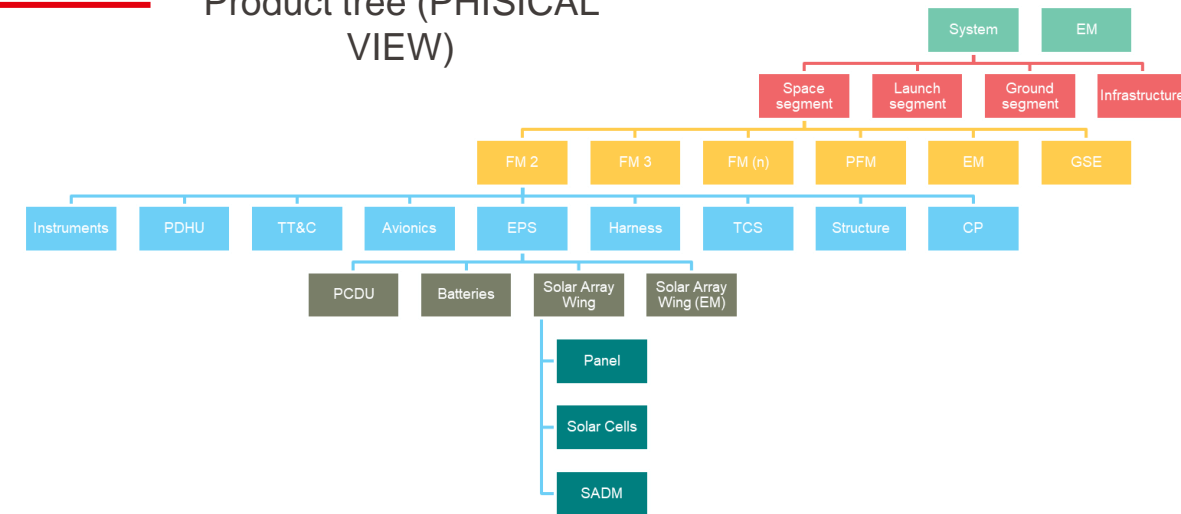 Product tree (PHISICAL
VIEW)
System
EM
Space
segment
Launch
segment
Ground
segment
Infrastructure
FM 2
FM 3
FM (n)
PFM
EM
GSE
Instruments
PDHU
TT&C
Avionics
EPS
Harness
TCS
Structure
CP
PCDU
Batteries
Solar Array
Wing
Solar Array
Wing (EM)
Panel
Solar Cells
SADM